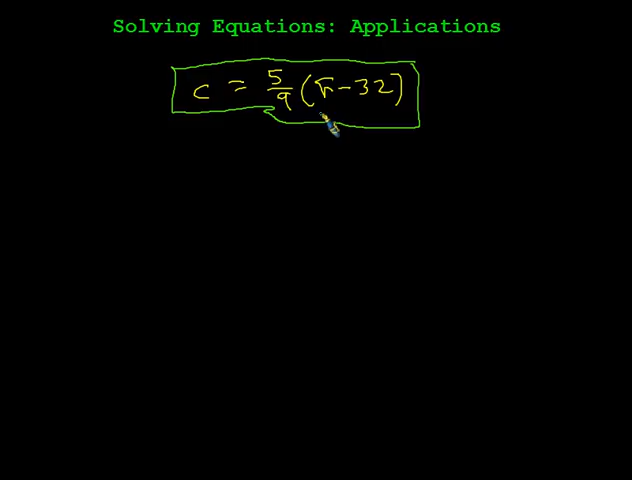 Solving Equations: Applications
c = 5/9 (F - 32)